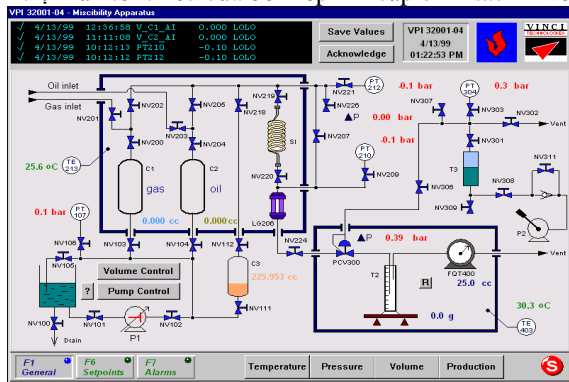 VPI 32001-04 - Miscibility Apparatus
√ 4/13/99 12:36:58 V_C1_AI 0.000 LOLO
√ 4/13/99 11:11:08 V_C2_AI 0.000 LOLO
√ 4/13/99 10:12:13 PT210 -0.10 LOLO
√ 4/13/99 10:12:12 PT212 -0.10 LOLO
Save Values
Acknowledge
VPI 32001-04
4/13/99
01:22:53 PM
VINCI
TECHNOLOGIES
Oil inlet
Gas inlet
NV201
NV202
NV206
NV203
NV218
NV219
NV200
NV204
NV221
PT
212
-0.1 bar
NV226
0.00 bar
-0.1 bar
NV207
PT
210
NV209
PT
304
0.3 bar
NV307
NV303
NV302
Vent
NV301
T3
NV311
NV308
NV306
NV309
P2
25.6 oC
TE
213
C1
gas
C2
oil
SI
NV220
LG206
0.000 cc
0.000cc
0.1 bar
PT
107
NV106
NV105
NV103
NV104
NV112
NV224
C3
225.953 cc
NV111
Volume Control
?
Pump Control
NV100
NV101
P1
NV102
Drain
P
0.39 bar
PCV300
T2
FQT400
25.0 cc
Vent
R
0.0 g
30.3 oC
TE
403
F1
General
F6
Setpoints
F7
Alarms
Temperature
Pressure
Volume
Production
S